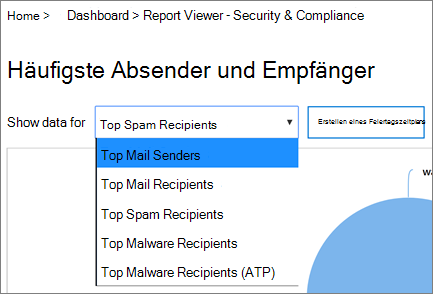 Home > Dashboard > Report Viewer - Security & Compliance
Häufigste Absender und Empfänger
Show data for Top Spam Recipients Erstellen eines Feiertagszeitplans
Top Mail Senders
Top Mail Recipients
Top Spam Recipients
Top Malware Recipients
Top Malware Recipients (ATP)